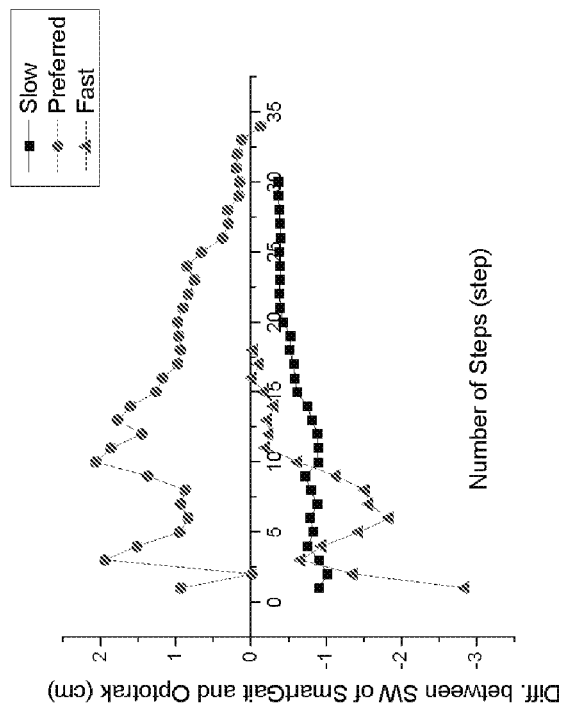 Slow
Preferred
Fast
2
1
0
-1
-2
-3
0
5
10
15
20
25
30
35
Number of Steps (step)
Diff. between SW of SmartGait and Optotrak (cm)